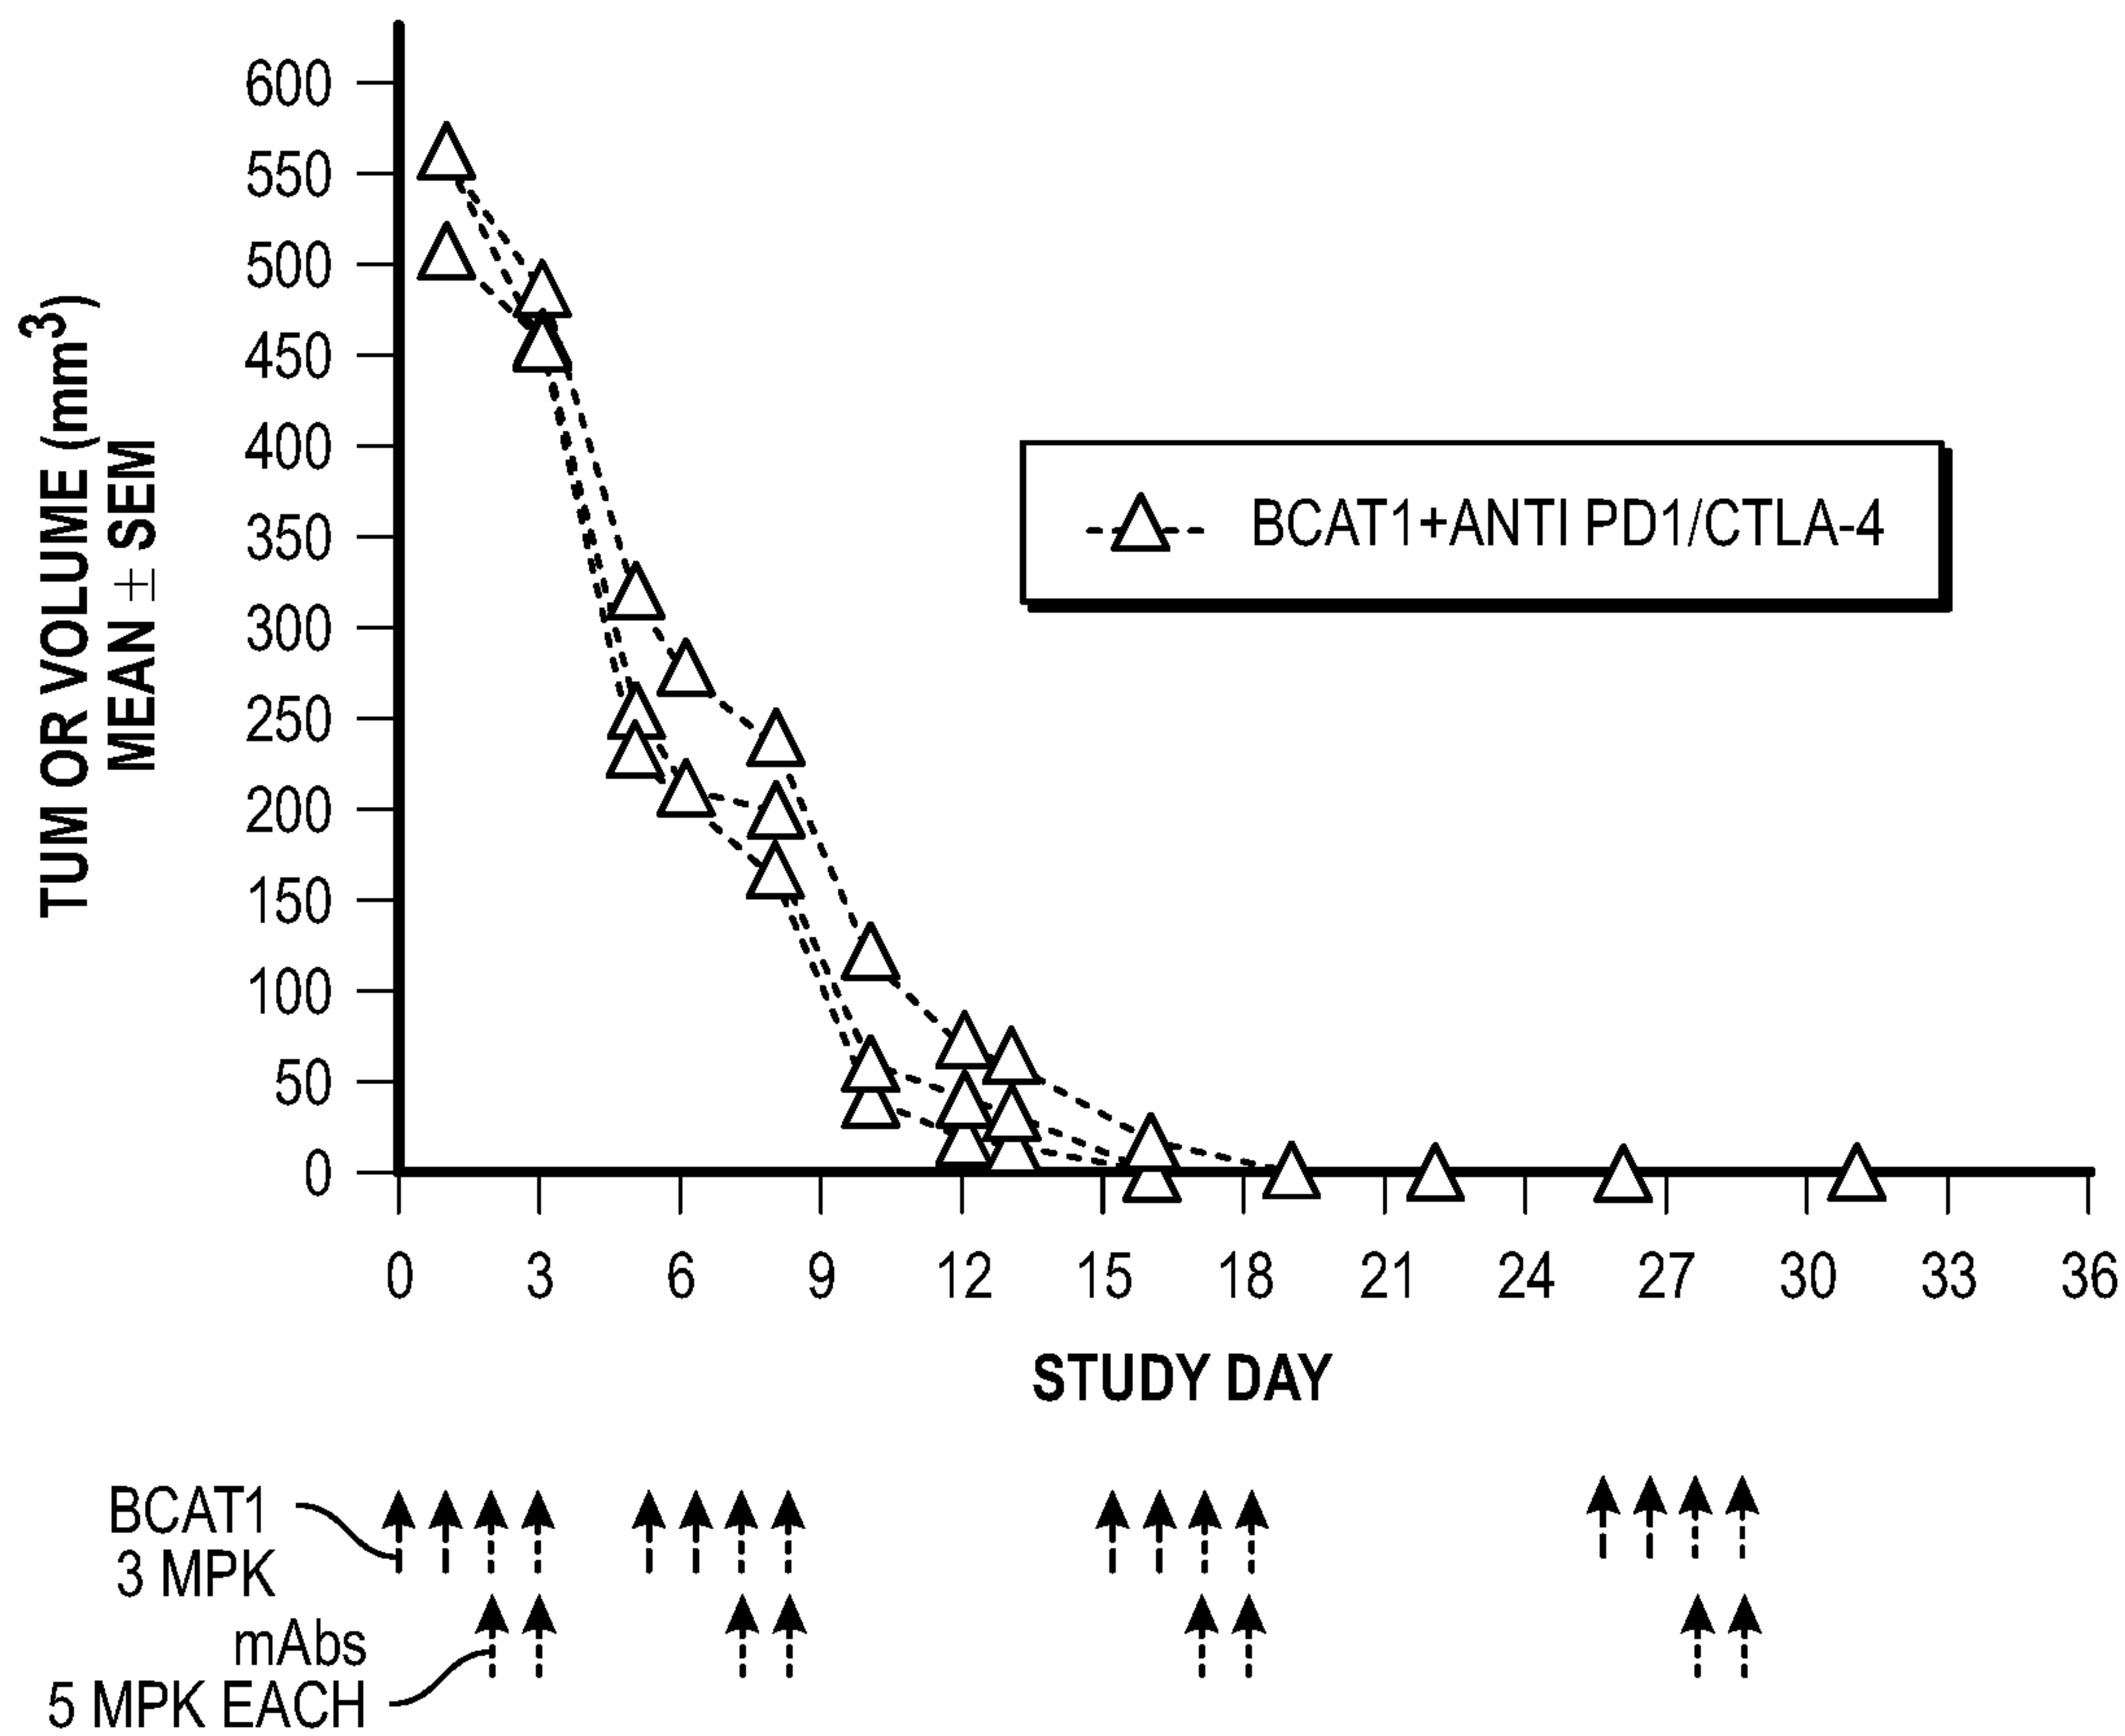 TUM OR VOLUME (mm³)
MEAN ± SEM
600
550
500
450
400
350
300
250
200
150
100
50
0
BCAT1+ANTI PD1/CTLA-4
0 3 6 9 12 15 18 21 24 27 30 33 36
STUDY DAY
BCAT1
3 MPK
mAbs
5 MPK EACH